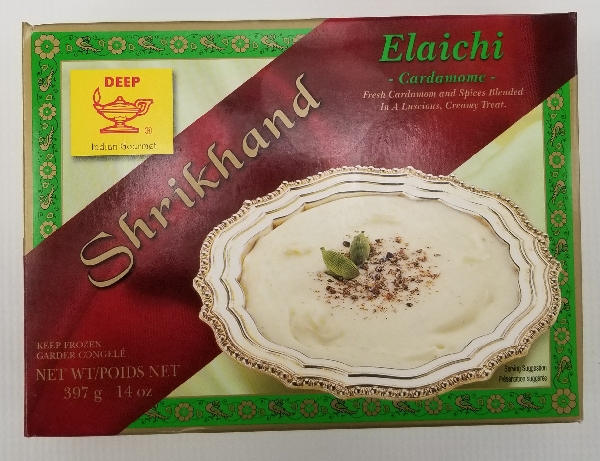 DEEP
®
Indian Gourmet
Shrikhand
Elaichi
- Cardamome -
Fresh Cardamom and Spices Blended
In A Luscious, Creamy Treat.
KEEP FROZEN
GARDER CONGELÉ
NET WT/POIDS NET
397 g 14 oz
Serving Suggestion
Préparation suggérée